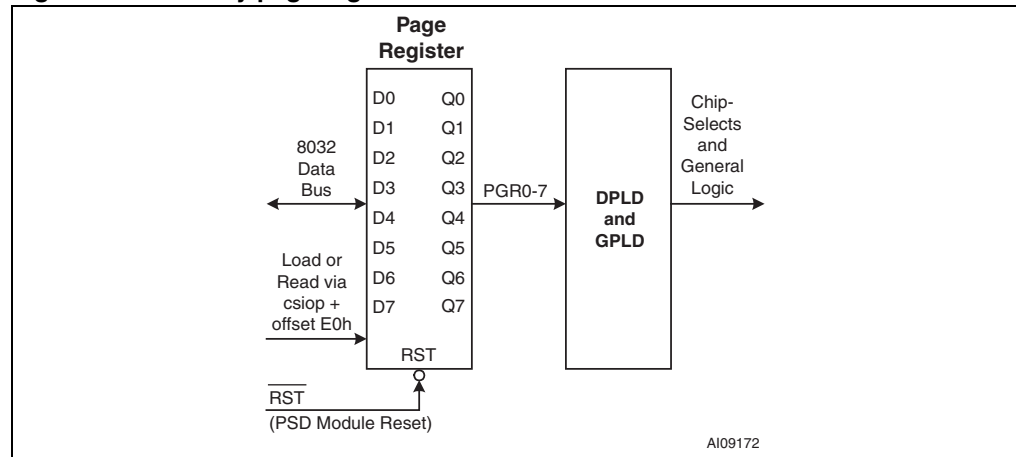 Page
Register
D0 Q0
D1 Q1
D2 Q2
D3 Q3
D4 Q4
D5 Q5
D6 Q6
D7 Q7
RST
8032
Data
Bus
Load or
Read via
csiop +
offset E0h
RST
(PSD Module Reset)
PGR0-7
DPLD
and
GPLD
Chip-
Selects
and
General
Logic
AI09172